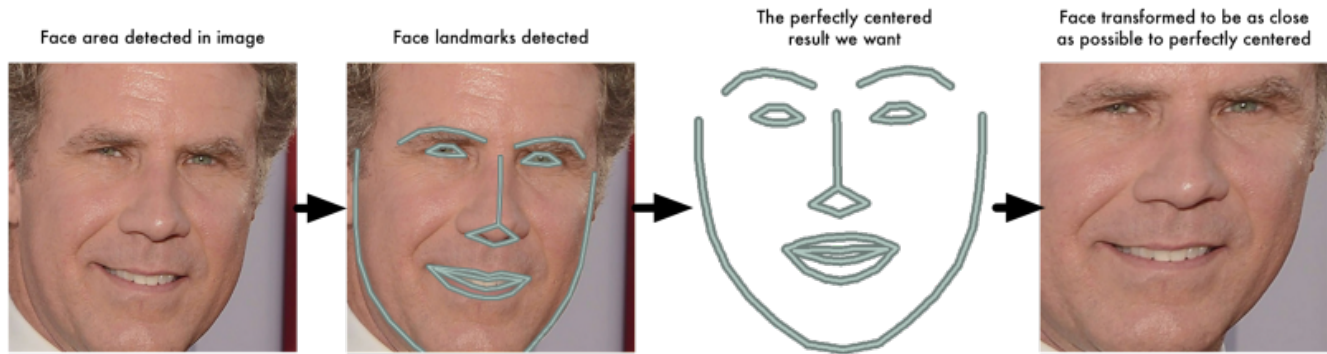 Face area detected in image
Face landmarks detected
The perfectly centered
result we want
Face transformed to be as close
as possible to perfectly centered